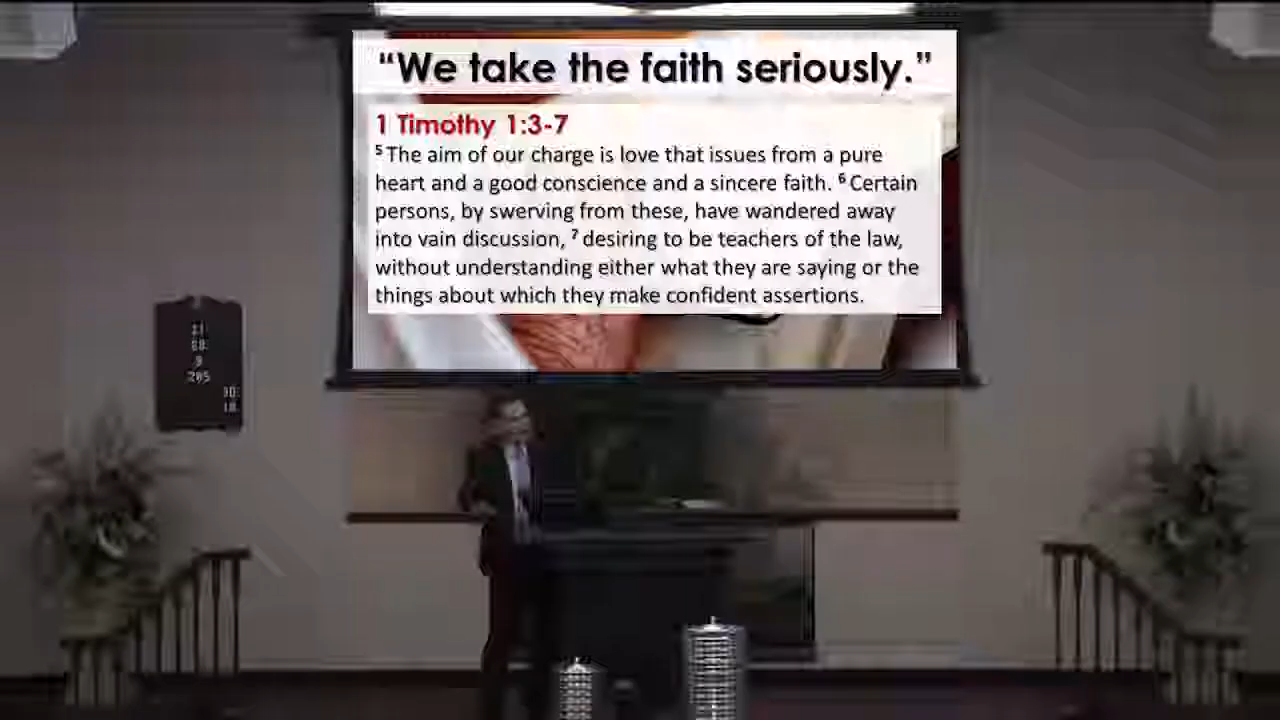 “We take the faith seriously.”
1 Timothy 1:3-7
⁵ The aim of our charge is love that issues from a pure
heart and a good conscience and a sincere faith. ⁶ Certain
persons, by swerving from these, have wandered away
into vain discussion, ⁷ desiring to be teachers of the law,
without understanding either what they are saying or the
things about which they make confident assertions.
205